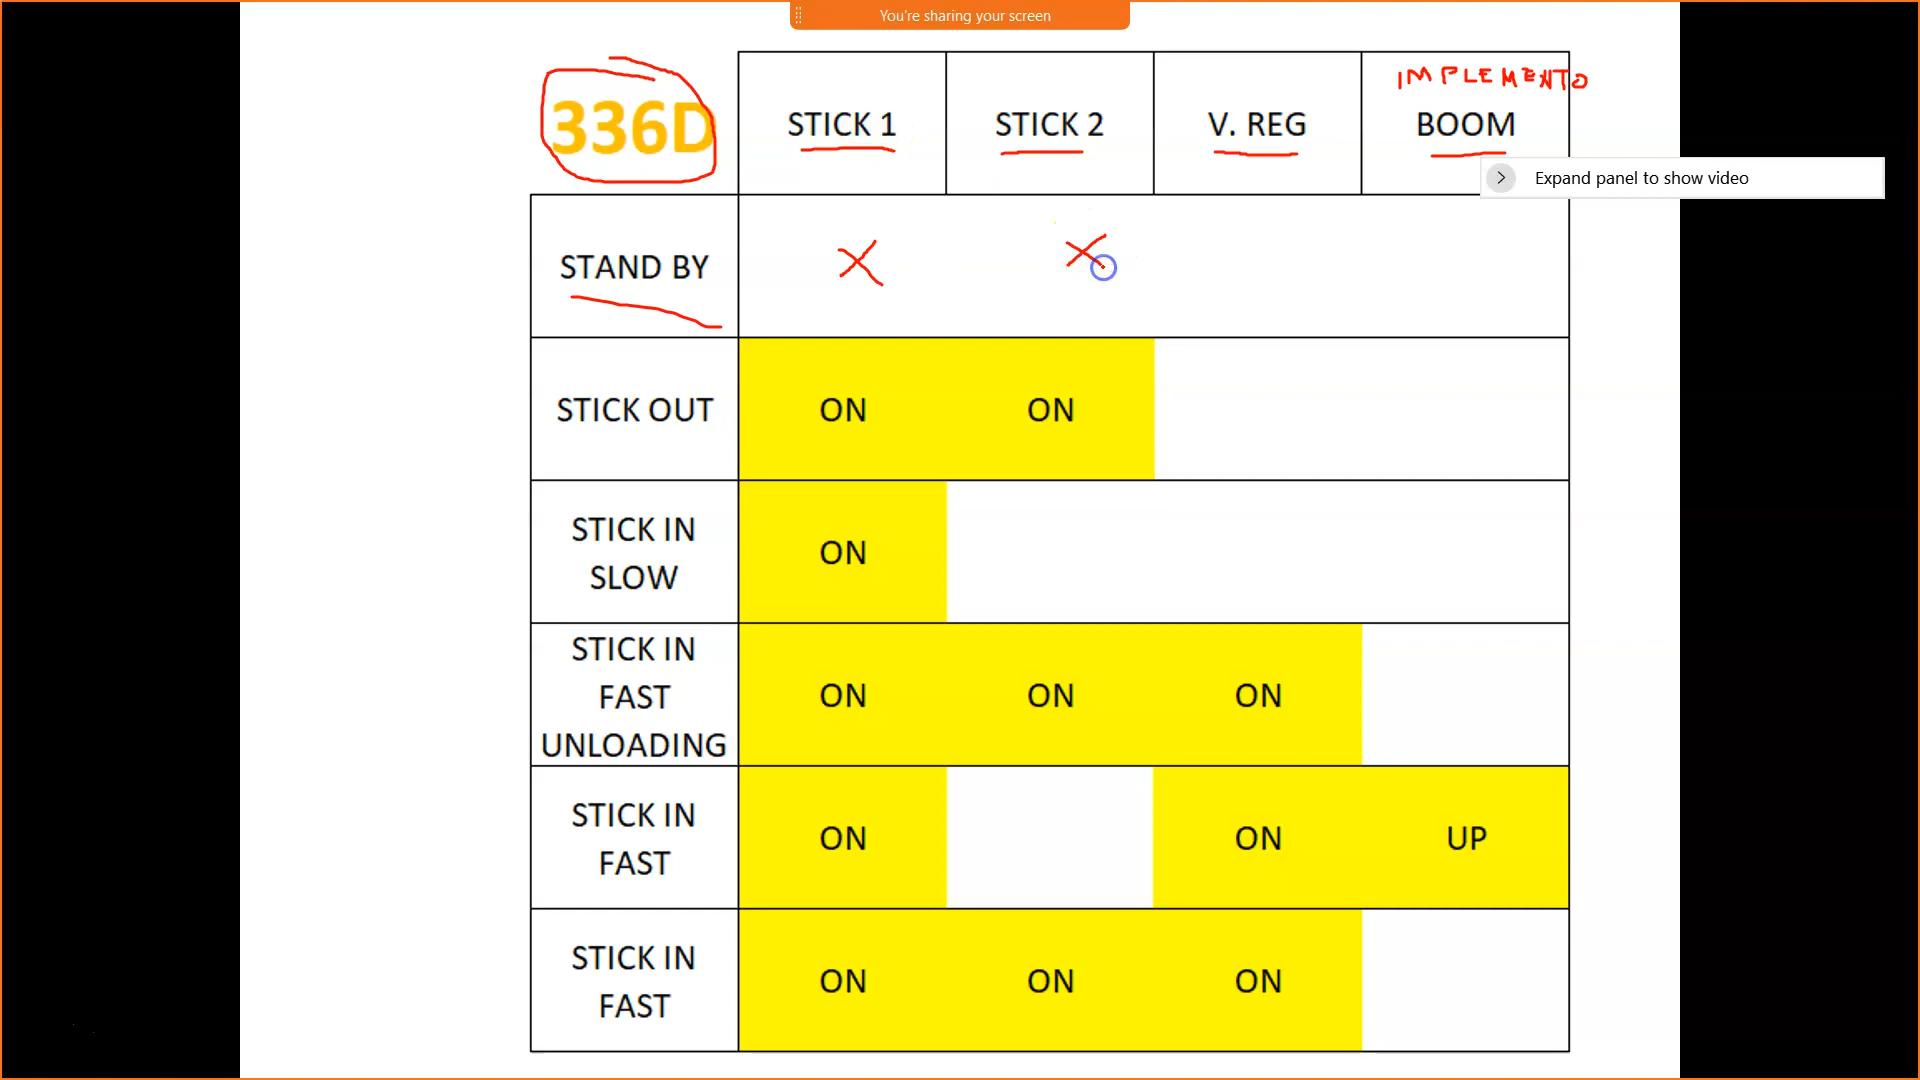 You're sharing your screen
IMPLEMENTO
336D STICK 1 STICK 2 V. REG BOOM
Expand panel to show video
STAND BY X X
STICK OUT ON ON
STICK IN
SLOW
ON
STICK IN
FAST
UNLOADING
ON ON ON
STICK IN
FAST
ON ON UP
STICK IN
FAST
ON ON ON